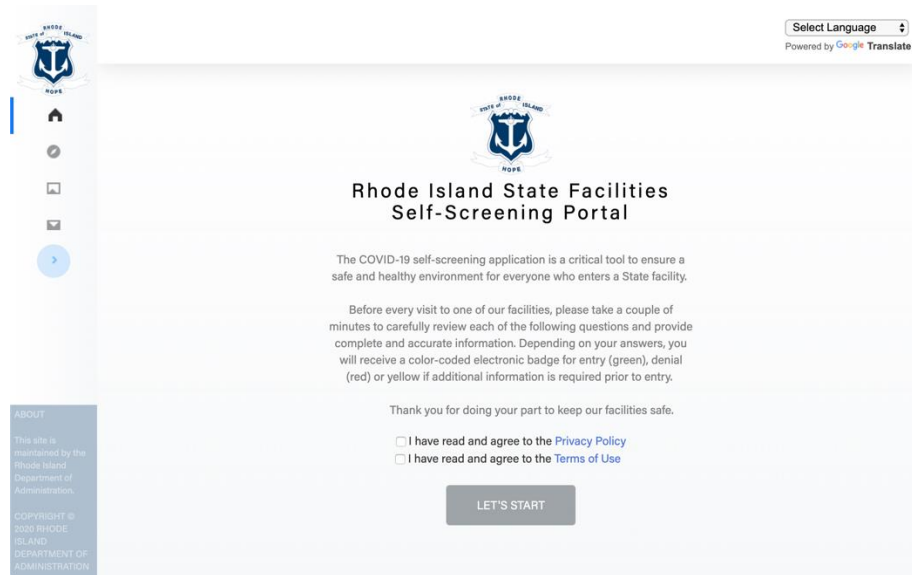 RHODE
STATE of ISLAND
HOPE
Select Language
Powered by Google Translate
RHODE
STATE of ISLAND
HOPE
Rhode Island State Facilities
Self-Screening Portal
The COVID-19 self-screening application is a critical tool to ensure a
safe and healthy environment for everyone who enters a State facility.
Before every visit to one of our facilities, please take a couple of
minutes to carefully review each of the following questions and provide
complete and accurate information. Depending on your answers, you
will receive a color-coded electronic badge for entry (green), denial
(red) or yellow if additional information is required prior to entry.
Thank you for doing your part to keep our facilities safe.
I have read and agree to the Privacy Policy
I have read and agree to the Terms of Use
LET'S START
ABOUT
This site is
maintained by the
Rhode Island
Department of
Administration.
COPYRIGHT ©
2020 RHODE
ISLAND
DEPARTMENT OF
ADMINISTRATION